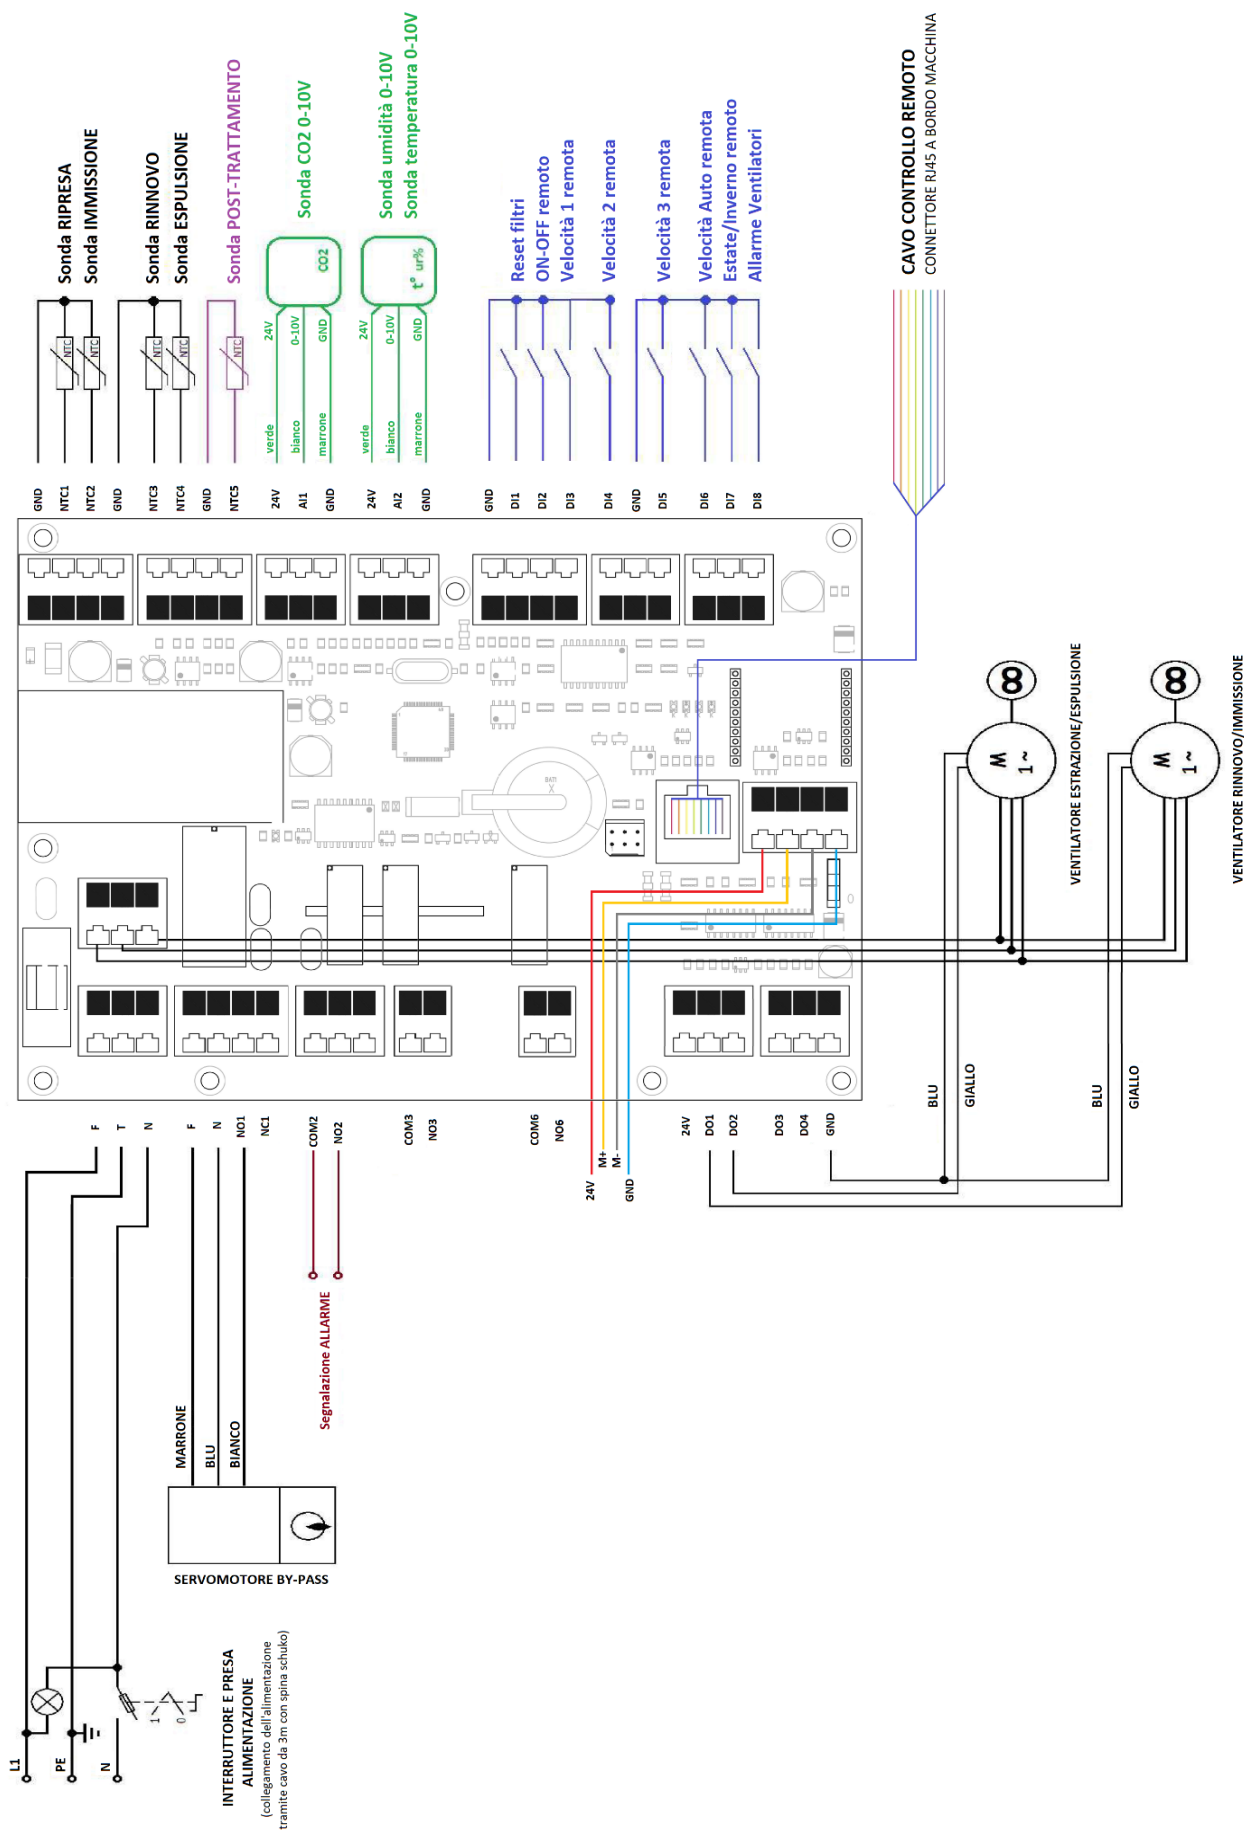 Sonda RIPRESA
Sonda IMMISSIONE
Sonda RINNOVO
Sonda ESPULSIONE
Sonda POST-TRATTAMENTO
Sonda CO2 0-10V
Sonda umidità 0-10V
Sonda temperatura 0-10V
Reset filtri
ON-OFF remoto
Velocità 1 remota
Velocità 2 remota
Velocità 3 remota
Velocità Auto remota
Estate/Inverno remoto
Allarme Ventilatori
CAVO CONTROLLO REMOTO
CONNETTORE RJ45 A BORDO MACCHINA
NTC
NTC
NTC
NTC
NTC
CO2
t° ur%
24V
0-10V
GND
24V
0-10V
GND
verde
bianco
marrone
verde
bianco
marrone
GND
NTC1
NTC2
GND
NTC3
NTC4
GND
NTC5
24V
AI1
GND
24V
AI2
GND
GND
DI1
DI2
DI3
DI4
GND
DI5
DI6
DI7
DI8
BAT1
X
8
8
M
1~
M
1~
VENTILATORE ESTRAZIONE/ESPULSIONE
VENTILATORE RINNOVO/IMMISSIONE
BLU
GIALLO
BLU
GIALLO
F
T
N
F
N
NO1
NC1
COM2
NO2
COM3
NO3
COM6
NO6
24V
M+
M-
GND
24V
DO1
DO2
DO3
DO4
GND
Segnalazione ALLARME
MARRONE
BLU
BIANCO
SERVOMOTORE BY-PASS
L1
PE
N
1
0
INTERRUTTORE E PRESA
ALIMENTAZIONE
(collegamento dell'alimentazione
tramite cavo da 3m con spina schuko)